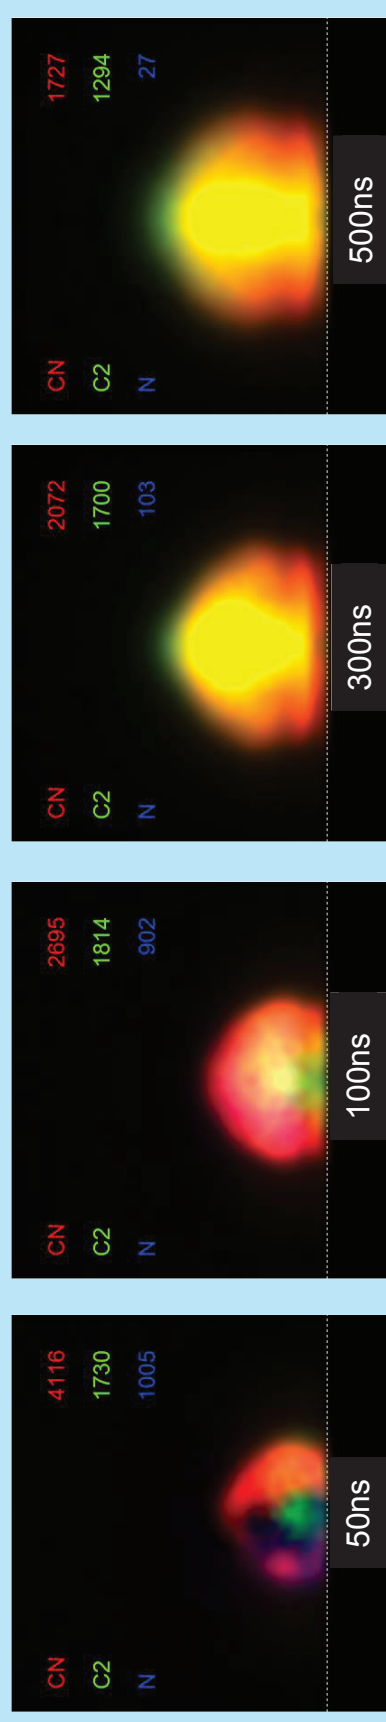 CN 4116
C2 1730
N 1005
50ns
CN 2695
C2 1814
N 902
100ns
CN 2072
C2 1700
N 103
300ns
CN 1727
C2 1294
N 27
500ns